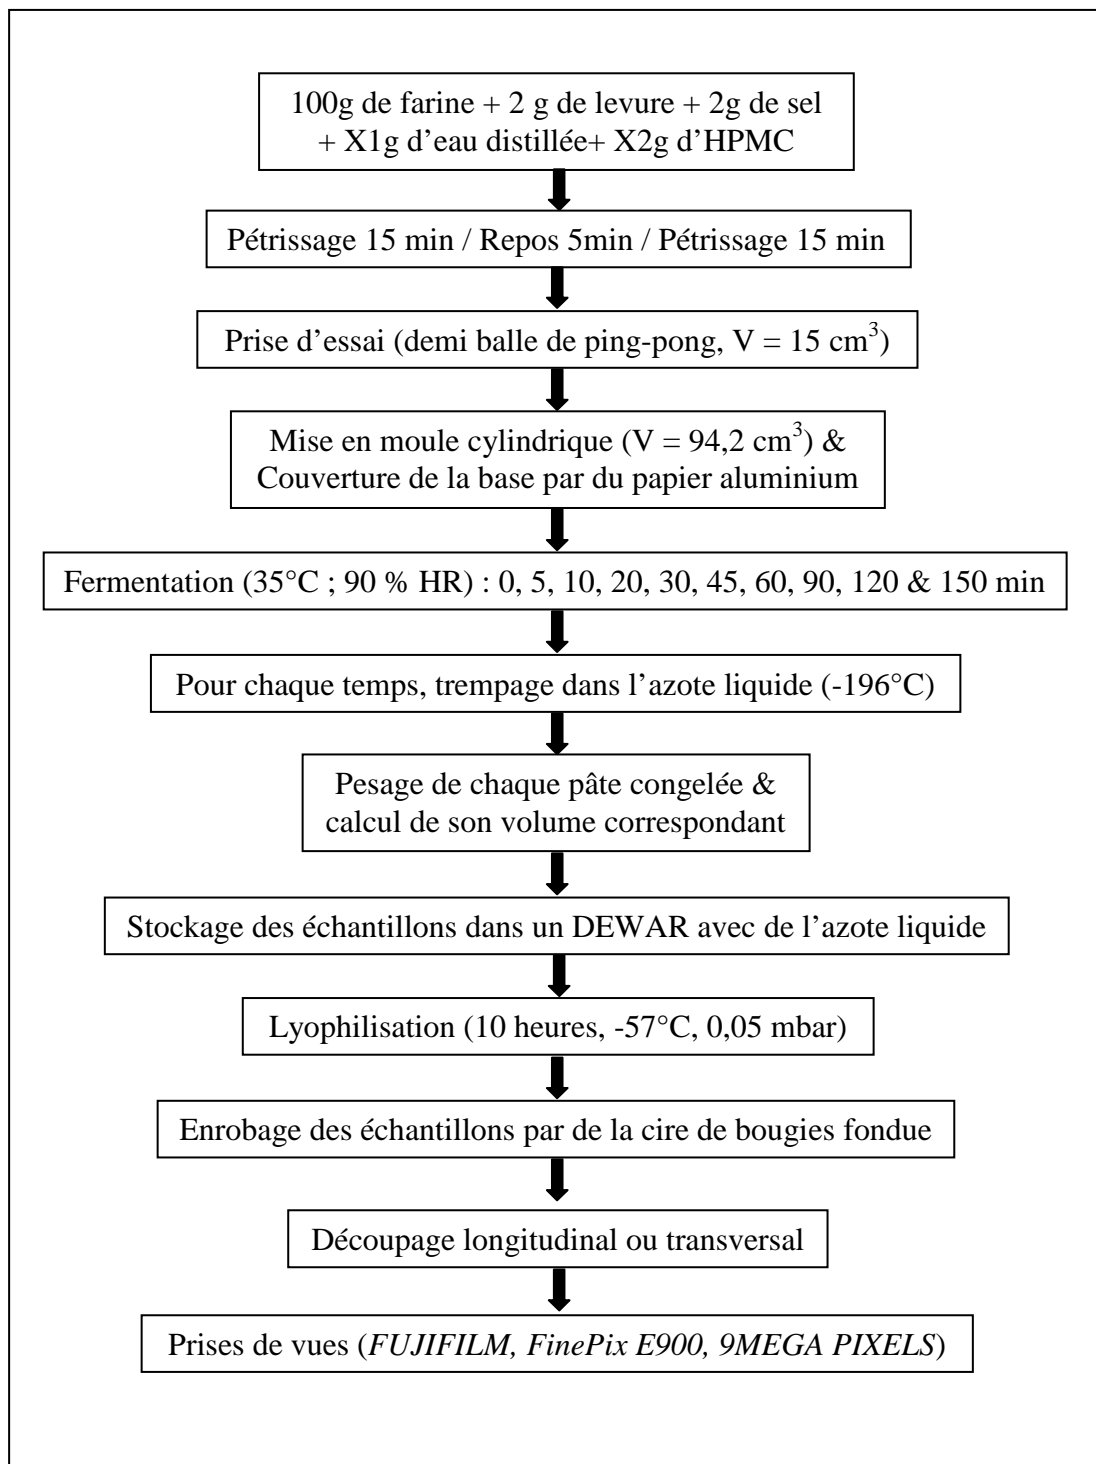 100g de farine + 2 g de levure + 2g de sel
+ X1g d’eau distillée+ X2g d’HPMC
Pétrissage 15 min / Repos 5min / Pétrissage 15 min
Prise d’essai (demi balle de ping-pong, V = 15 cm³)
Mise en moule cylindrique (V = 94,2 cm³) &
Couverture de la base par du papier aluminium
Fermentation (35°C ; 90 % HR) : 0, 5, 10, 20, 30, 45, 60, 90, 120 & 150 min
Pour chaque temps, trempage dans l’azote liquide (-196°C)
Pesage de chaque pâte congelée &
calcul de son volume correspondant
Stockage des échantillons dans un DEWAR avec de l’azote liquide
Lyophilisation (10 heures, -57°C, 0,05 mbar)
Enrobage des échantillons par de la cire de bougies fondue
Découpage longitudinal ou transversal
Prises de vues (FUJIFILM, FinePix E900, 9MEGA PIXELS)